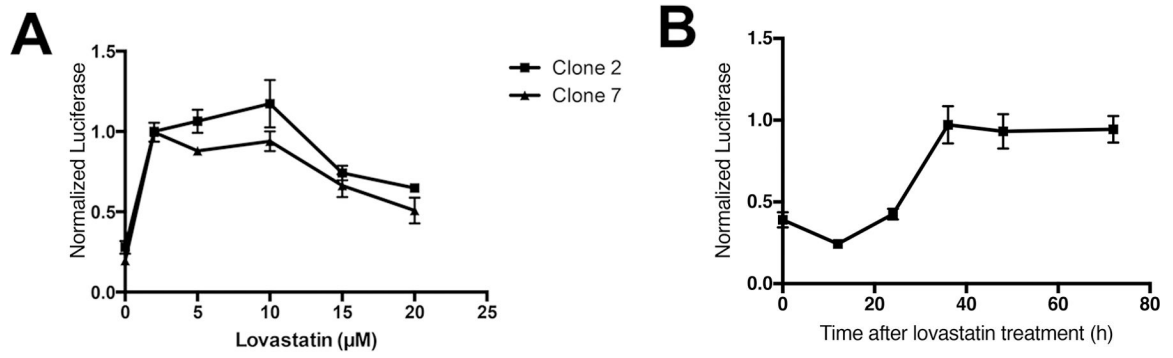 A
1.5
1.0
0.5
0.0
Normalized Luciferase
0
5
10
15
20
25
Lovastatin (µM)
Clone 2
Clone 7
B
1.5
1.0
0.5
0.0
Normalized Luciferase
0
20
40
60
80
Time after lovastatin treatment (h)